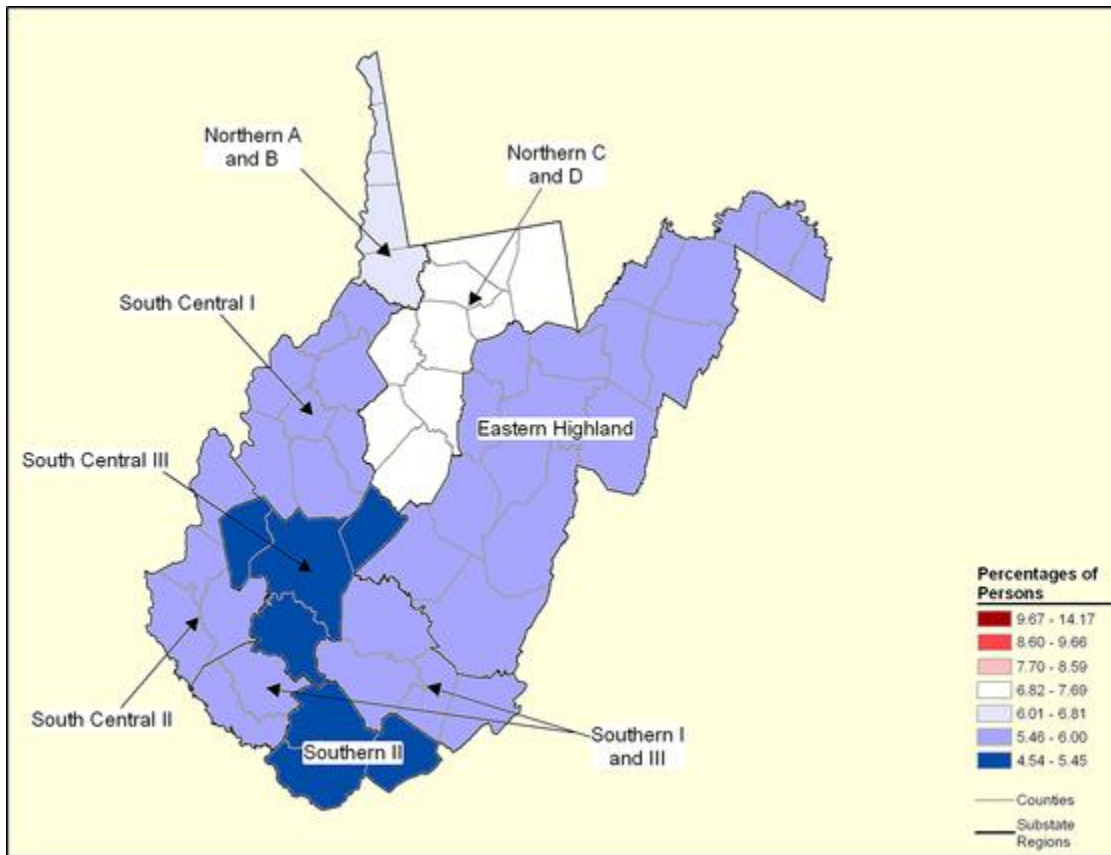 Northern A
and B
Northern C
and D
South Central I
Eastern Highland
South Central III
South Central II
Southern II
Southern I
and III
Percentages of
Persons
9.67 - 14.17
8.60 - 9.66
7.70 - 8.59
6.82 - 7.69
6.01 - 6.81
5.46 - 6.00
4.54 - 5.45
Counties
Substate
Regions